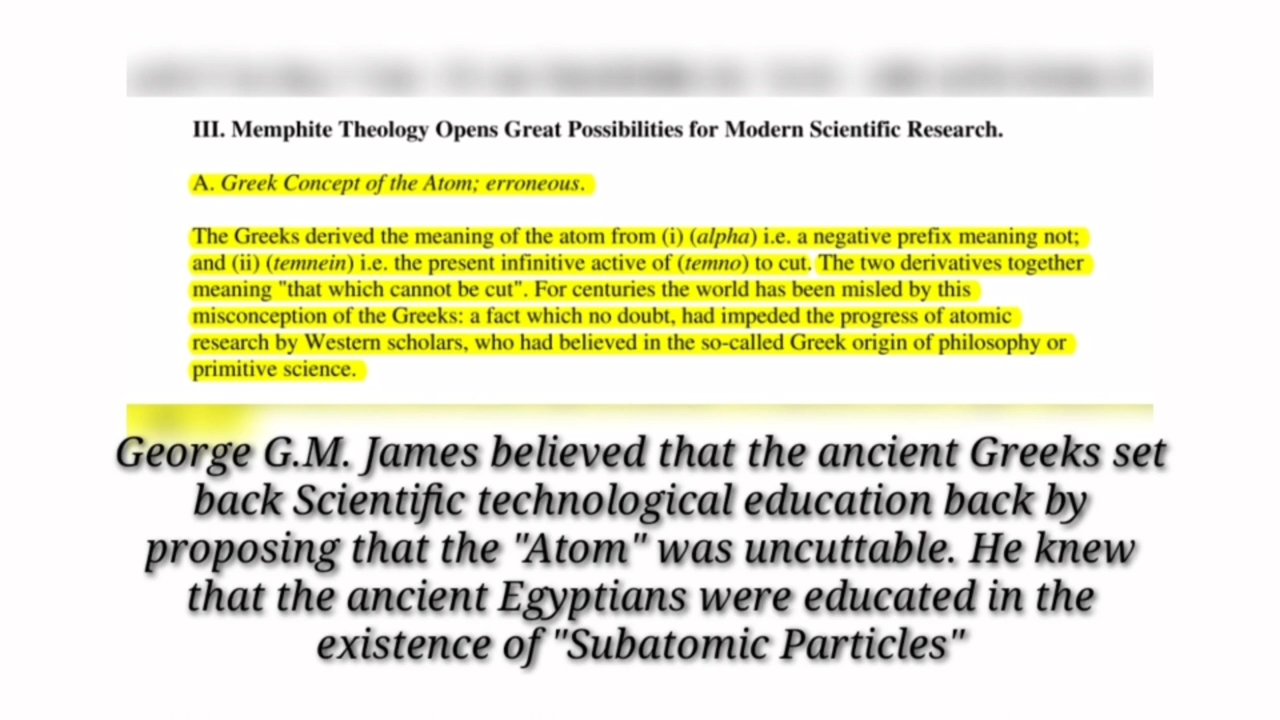 III. Memphite Theology Opens Great Possibilities for Modern Scientific Research.
A. Greek Concept of the Atom; erroneous.
The Greeks derived the meaning of the atom from (i) (alpha) i.e. a negative prefix meaning not;
and (ii) (temnein) i.e. the present infinitive active of (temno) to cut. The two derivatives together
meaning "that which cannot be cut". For centuries the world has been misled by this
misconception of the Greeks: a fact which no doubt, had impeded the progress of atomic
research by Western scholars, who had believed in the so-called Greek origin of philosophy or
primitive science.
George G.M. James believed that the ancient Greeks set
back Scientific technological education back by
proposing that the "Atom" was uncuttable. He knew
that the ancient Egyptians were educated in the
existence of "Subatomic Particles"